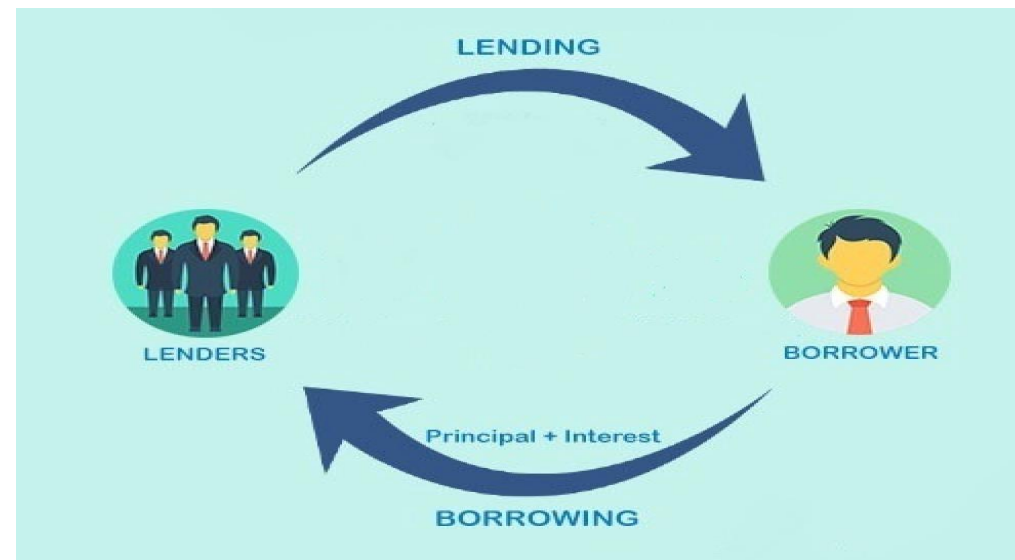 LENDING
LENDERS
BORROWER
Principal + Interest
BORROWING